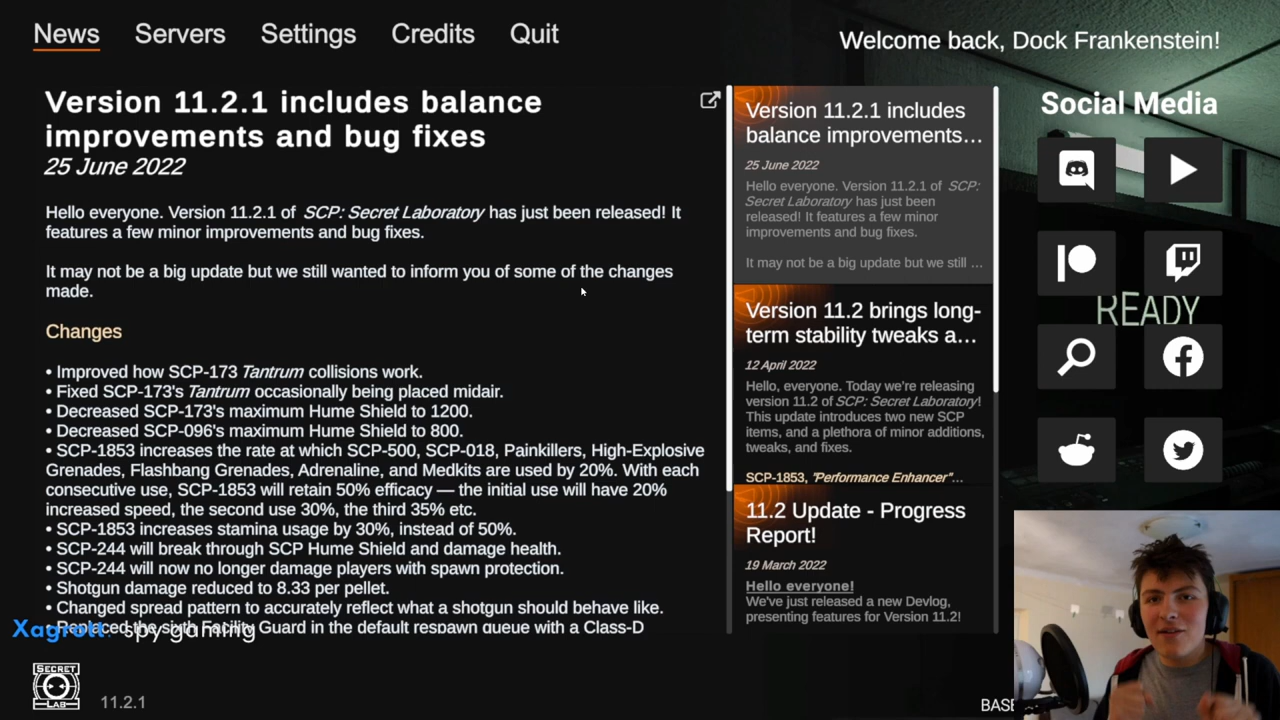 News Servers Settings Credits Quit
Welcome back, Dock Frankenstein!
Version 11.2.1 includes balance
improvements and bug fixes
25 June 2022
Hello everyone. Version 11.2.1 of SCP: Secret Laboratory has just been released! It
features a few minor improvements and bug fixes.
It may not be a big update but we still wanted to inform you of some of the changes
made.
Changes
• Improved how SCP-173 Tantrum collisions work.
• Fixed SCP-173's Tantrum occasionally being placed midair.
• Decreased SCP-173's maximum Hume Shield to 1200.
• Decreased SCP-096's maximum Hume Shield to 800.
• SCP-1853 increases the rate at which SCP-500, SCP-018, Painkillers, High-Explosive
Grenades, Flashbang Grenades, Adrenaline, and Medkits are used by 20%. With each
consecutive use, SCP-1853 will retain 50% efficacy — the initial use will have 20%
increased speed, the second use 30%, the third 35% etc.
• SCP-1853 increases stamina usage by 30%, instead of 50%.
• SCP-244 will break through SCP Hume Shield and damage health.
• SCP-244 will now no longer damage players with spawn protection.
• Shotgun damage reduced to 8.33 per pellet.
• Changed spread pattern to accurately reflect what a shotgun should behave like.
• Replaced the sixth Facility Guard in the default respawn queue with a Class-D
spy gaming
Version 11.2.1 includes
balance improvements…
25 June 2022
Hello everyone. Version 11.2.1 of SCP:
Secret Laboratory has just been
released! It features a few minor
improvements and bug fixes.
It may not be a big update but we still …
Version 11.2 brings long-
term stability tweaks a…
12 April 2022
Hello, everyone. Today we're releasing
version 11.2 of SCP: Secret Laboratory!
This update introduces two new SCP
items, and a plethora of minor additions,
tweaks, and fixes.
SCP-1853, "Performance Enhancer"…
11.2 Update - Progress
Report!
19 March 2022
Hello everyone!
We've just released a new Devlog,
presenting features for Version 11.2!
Social Media
READY
SECRET
LAB
11.2.1
BASE